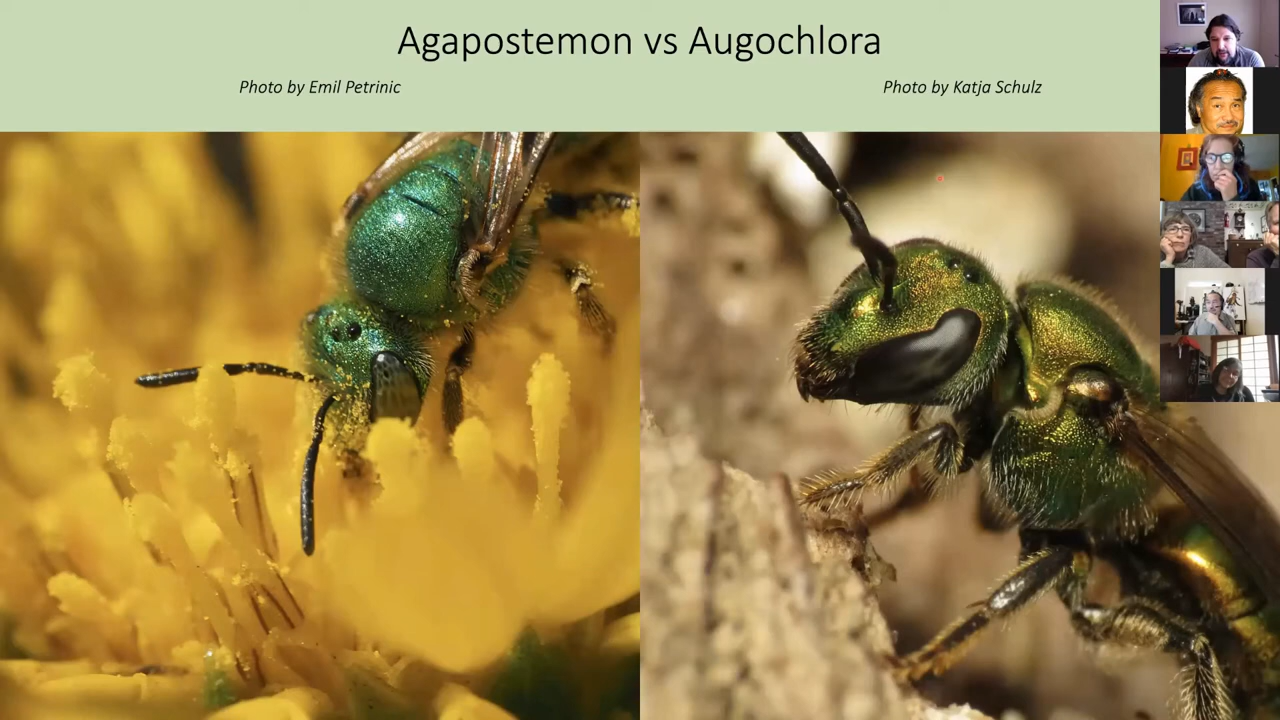 Agapostemon vs Augochlora
Photo by Emil Petrinic
Photo by Katja Schulz